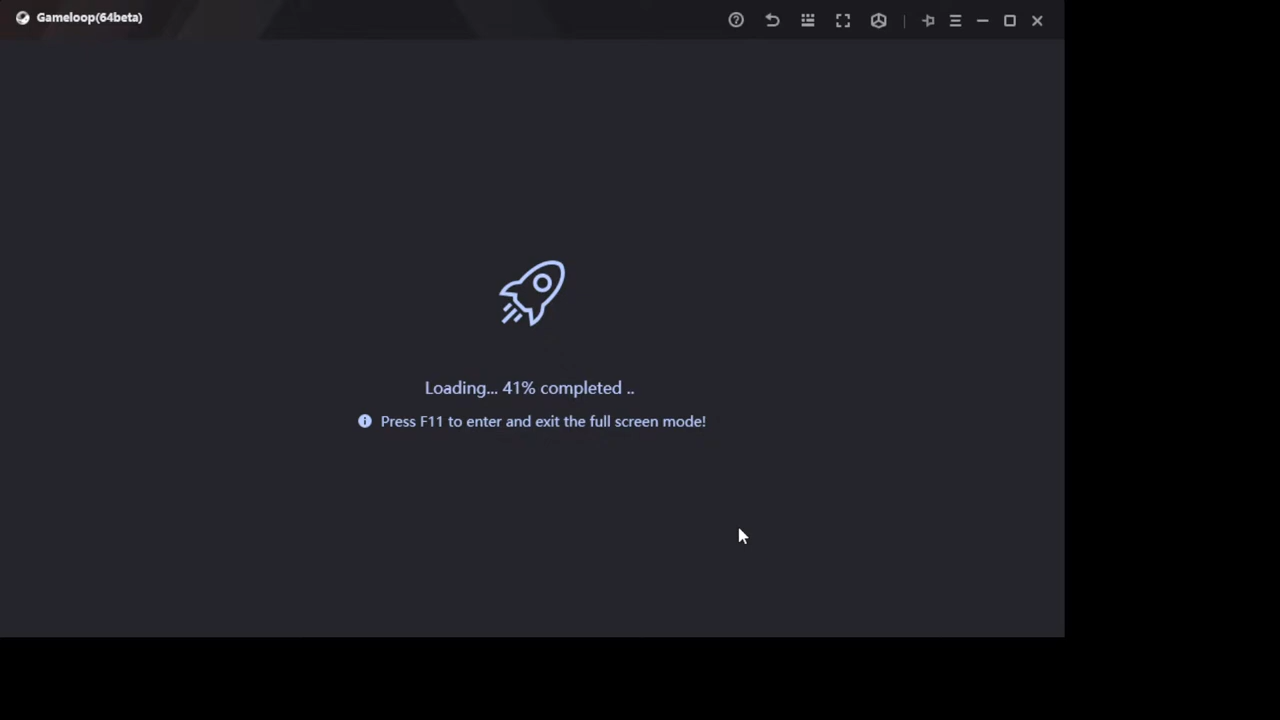 Gameloop(64beta)
Loading... 41% completed ..
Press F11 to enter and exit the full screen mode!